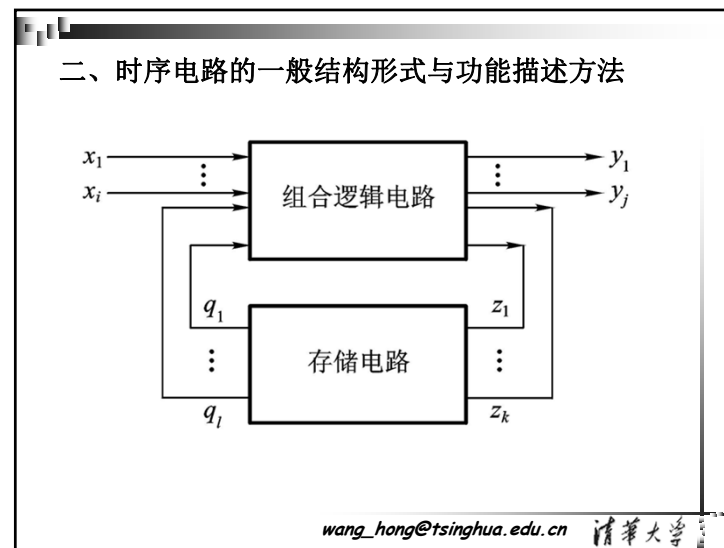 二、时序电路的一般结构形式与功能描述方法
x₁ y₁
⋮ ⋮
xᵢ 组合逻辑电路 yⱼ
q₁ z₁
⋮ 存储电路 ⋮
qₗ zₖ
wang_hong@tsinghua.edu.cn 清華大学